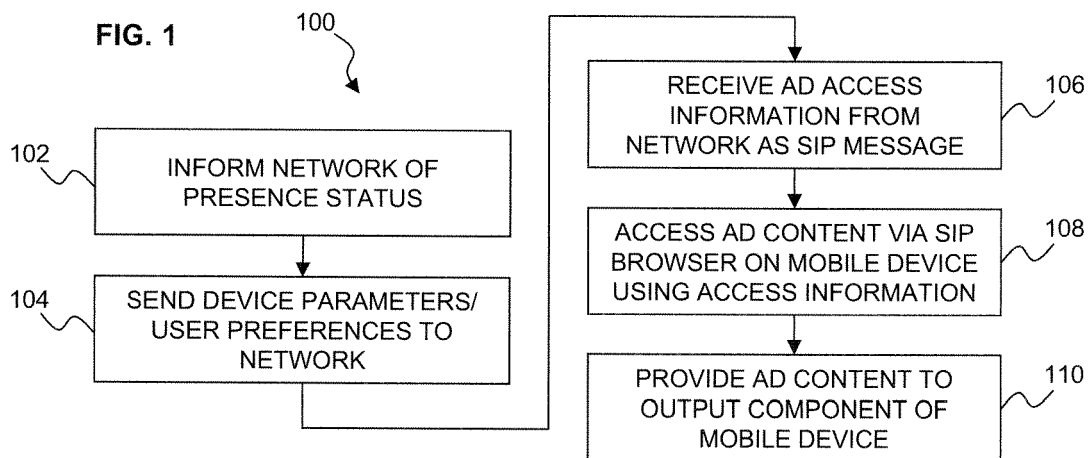 FIG. 1
100
102
INFORM NETWORK OF
PRESENCE STATUS
104
SEND DEVICE PARAMETERS/
USER PREFERENCES TO
NETWORK
RECEIVE AD ACCESS
INFORMATION FROM
NETWORK AS SIP MESSAGE
106
ACCESS AD CONTENT VIA SIP
BROWSER ON MOBILE DEVICE
USING ACCESS INFORMATION
108
PROVIDE AD CONTENT TO
OUTPUT COMPONENT OF
MOBILE DEVICE
110